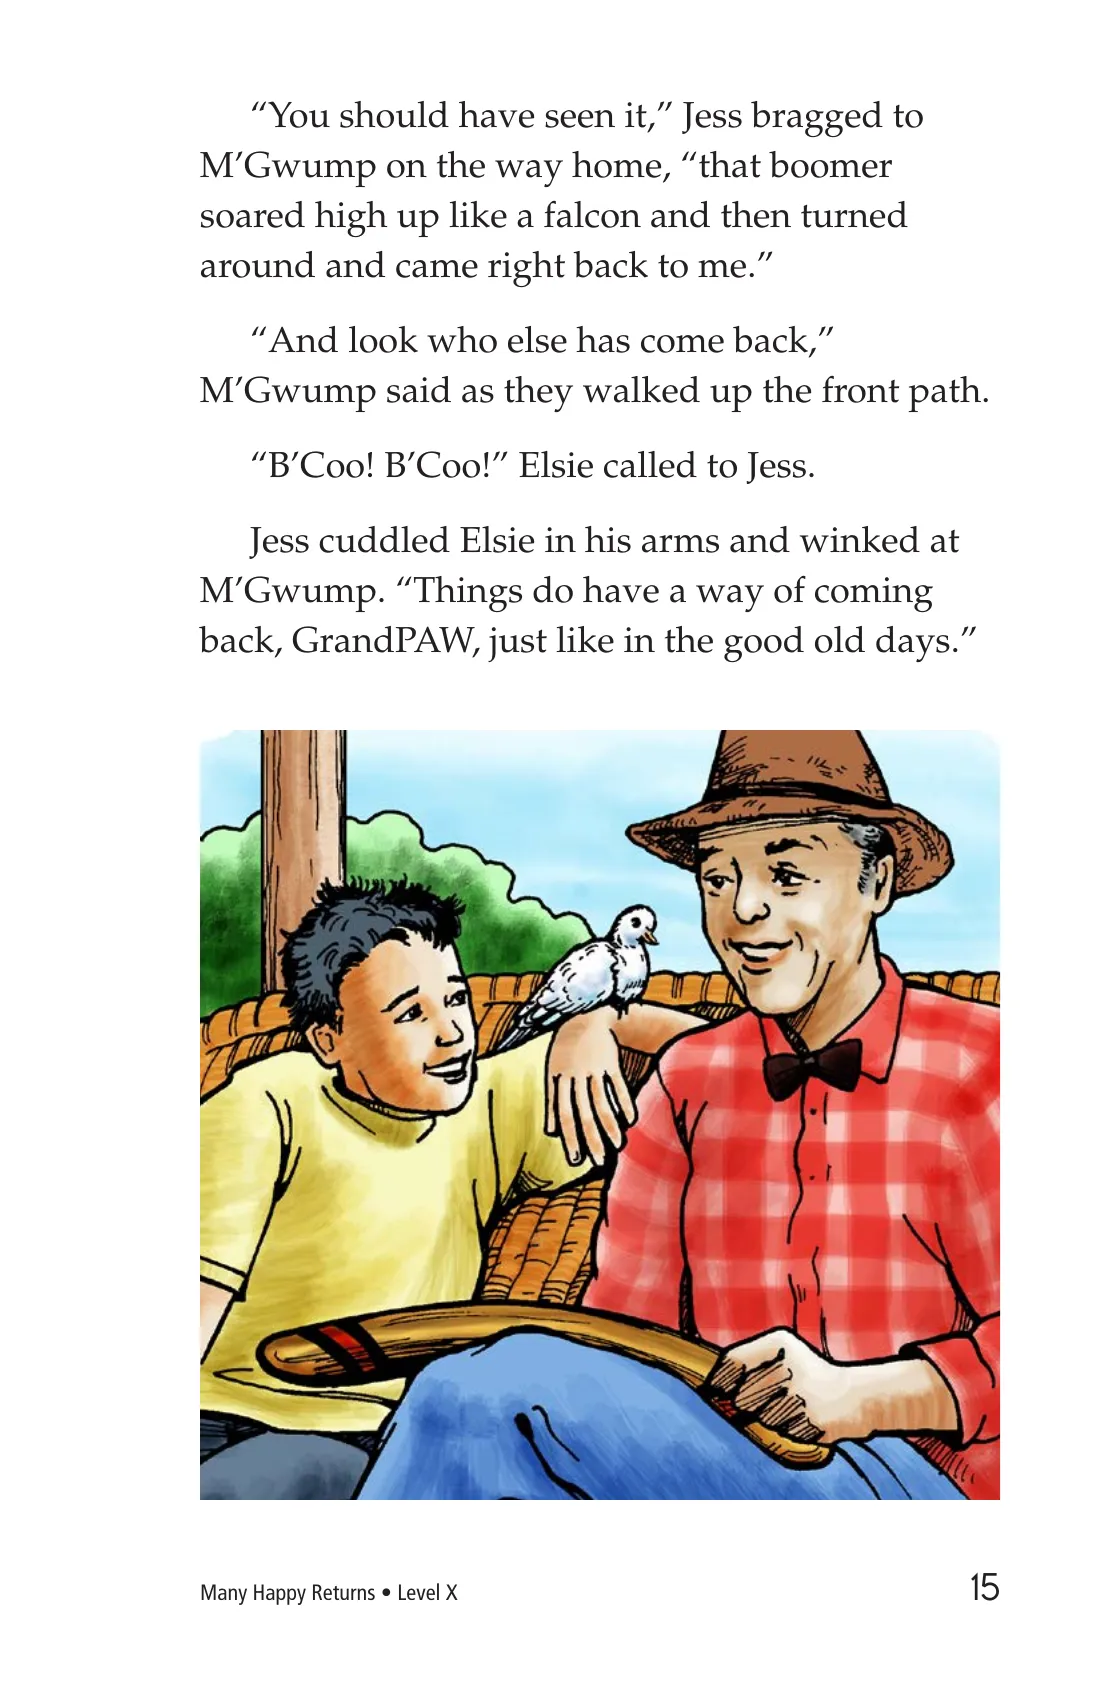 “You should have seen it,” Jess bragged to
M’Gwump on the way home, “that boomer
soared high up like a falcon and then turned
around and came right back to me.”
“And look who else has come back,”
M’Gwump said as they walked up the front path.
“B’Coo! B’Coo!” Elsie called to Jess.
Jess cuddled Elsie in his arms and winked at
M’Gwump. “Things do have a way of coming
back, GrandPAW, just like in the good old days.”
Many Happy Returns • Level X
15